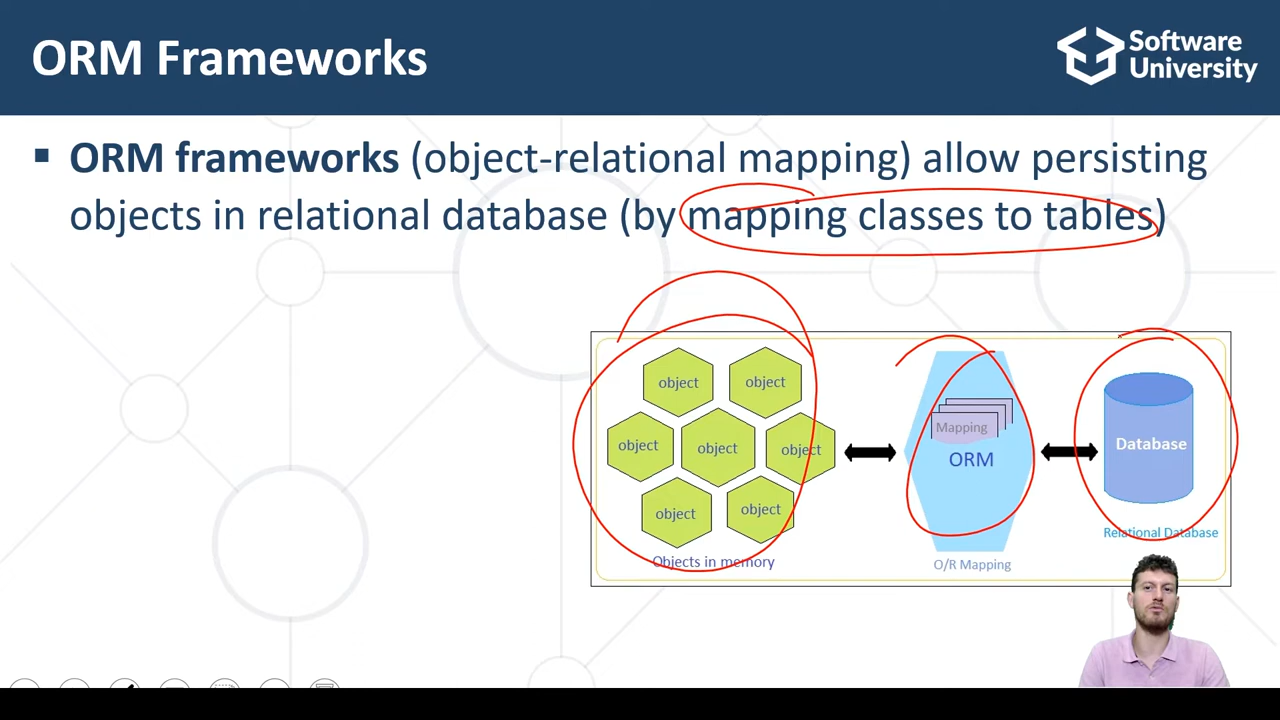 ORM Frameworks
Software
University
ORM frameworks (object-relational mapping) allow persisting
objects in relational database (by mapping classes to tables)
object
object
object
object
object
object
object
Objects in memory
Mapping
ORM
O/R Mapping
Database
Relational Database